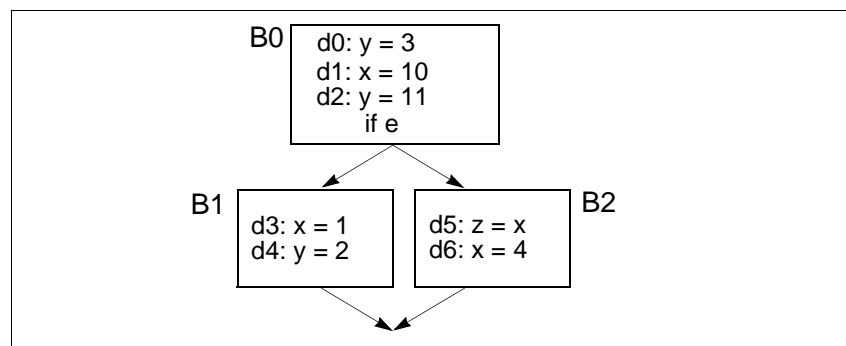 B0
d0: y = 3
d1: x = 10
d2: y = 11
if e
B1
d3: x = 1
d4: y = 2
B2
d5: z = x
d6: x = 4